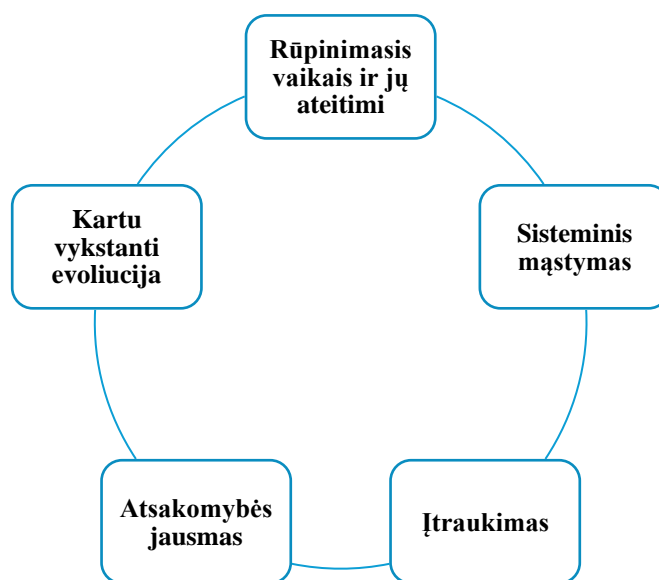 Rūpinimasis
vaikais ir jų
ateitimi
Sisteminis
mąstymas
Įtraukimas
Atsakomybės
jausmas
Kartu
vykstanti
evoliucija